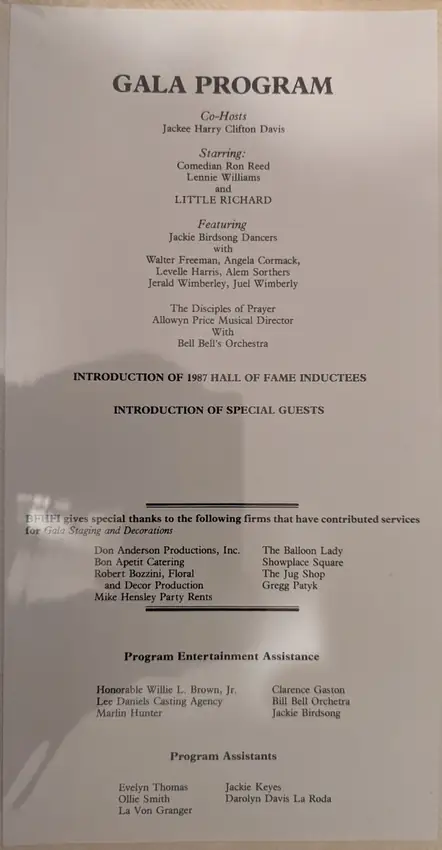 GALA PROGRAM
Co-Hosts
Jackee Harry Clifton Davis
Starring:
Comedian Ron Reed
Lennie Williams
and
LITTLE RICHARD
Featuring
Jackie Birdsong Dancers
with
Walter Freeman, Angela Cormack,
Levelle Harris, Alem Sorthers
Jerald Wimberley, Juel Wimberly
The Disciples of Prayer
Allowyn Price Musical Director
With
Bell Bell's Orchestra
INTRODUCTION OF 1987 HALL OF FAME INDUCTEES
INTRODUCTION OF SPECIAL GUESTS
BFHFI gives special thanks to the following firms that have contributed services
for Gala Staging and Decorations
Don Anderson Productions, Inc.
Bon Apetit Catering
Robert Bozzini, Floral
and Decor Production
Mike Hensley Party Rents
The Balloon Lady
Showplace Square
The Jug Shop
Gregg Patyk
Program Entertainment Assistance
Honorable Willie L. Brown, Jr.
Lee Daniels Casting Agency
Marlin Hunter
Clarence Gaston
Bill Bell Orchetra
Jackie Birdsong
Program Assistants
Evelyn Thomas
Ollie Smith
La Von Granger
Jackie Keyes
Darolyn Davis La Roda